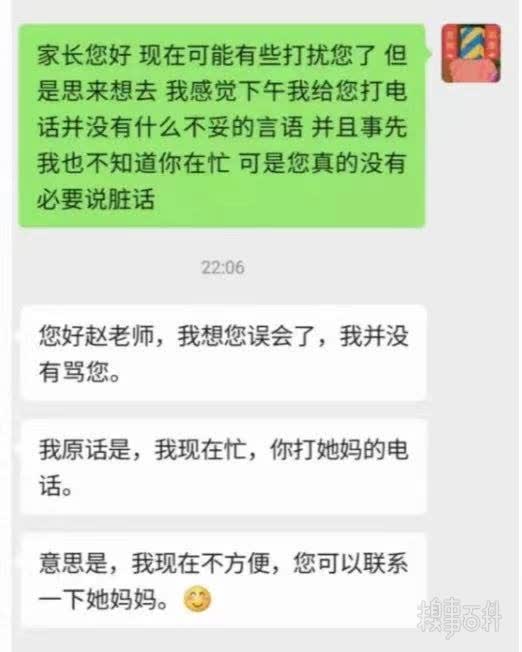 家长您好 现在可能有些打扰您了 但
是思来想去 我感觉下午我给您打电
话并没有什么不妥的言语 并且事先
我也不知道你在忙 可是您真的没有
必要说脏话
22:06
您好赵老师，我想您误会了，我并没
有骂您。
我原话是，我现在忙，你打她妈的电
话。
意思是，我现在不方便，您可以联系
一下她妈妈。
糗事百科